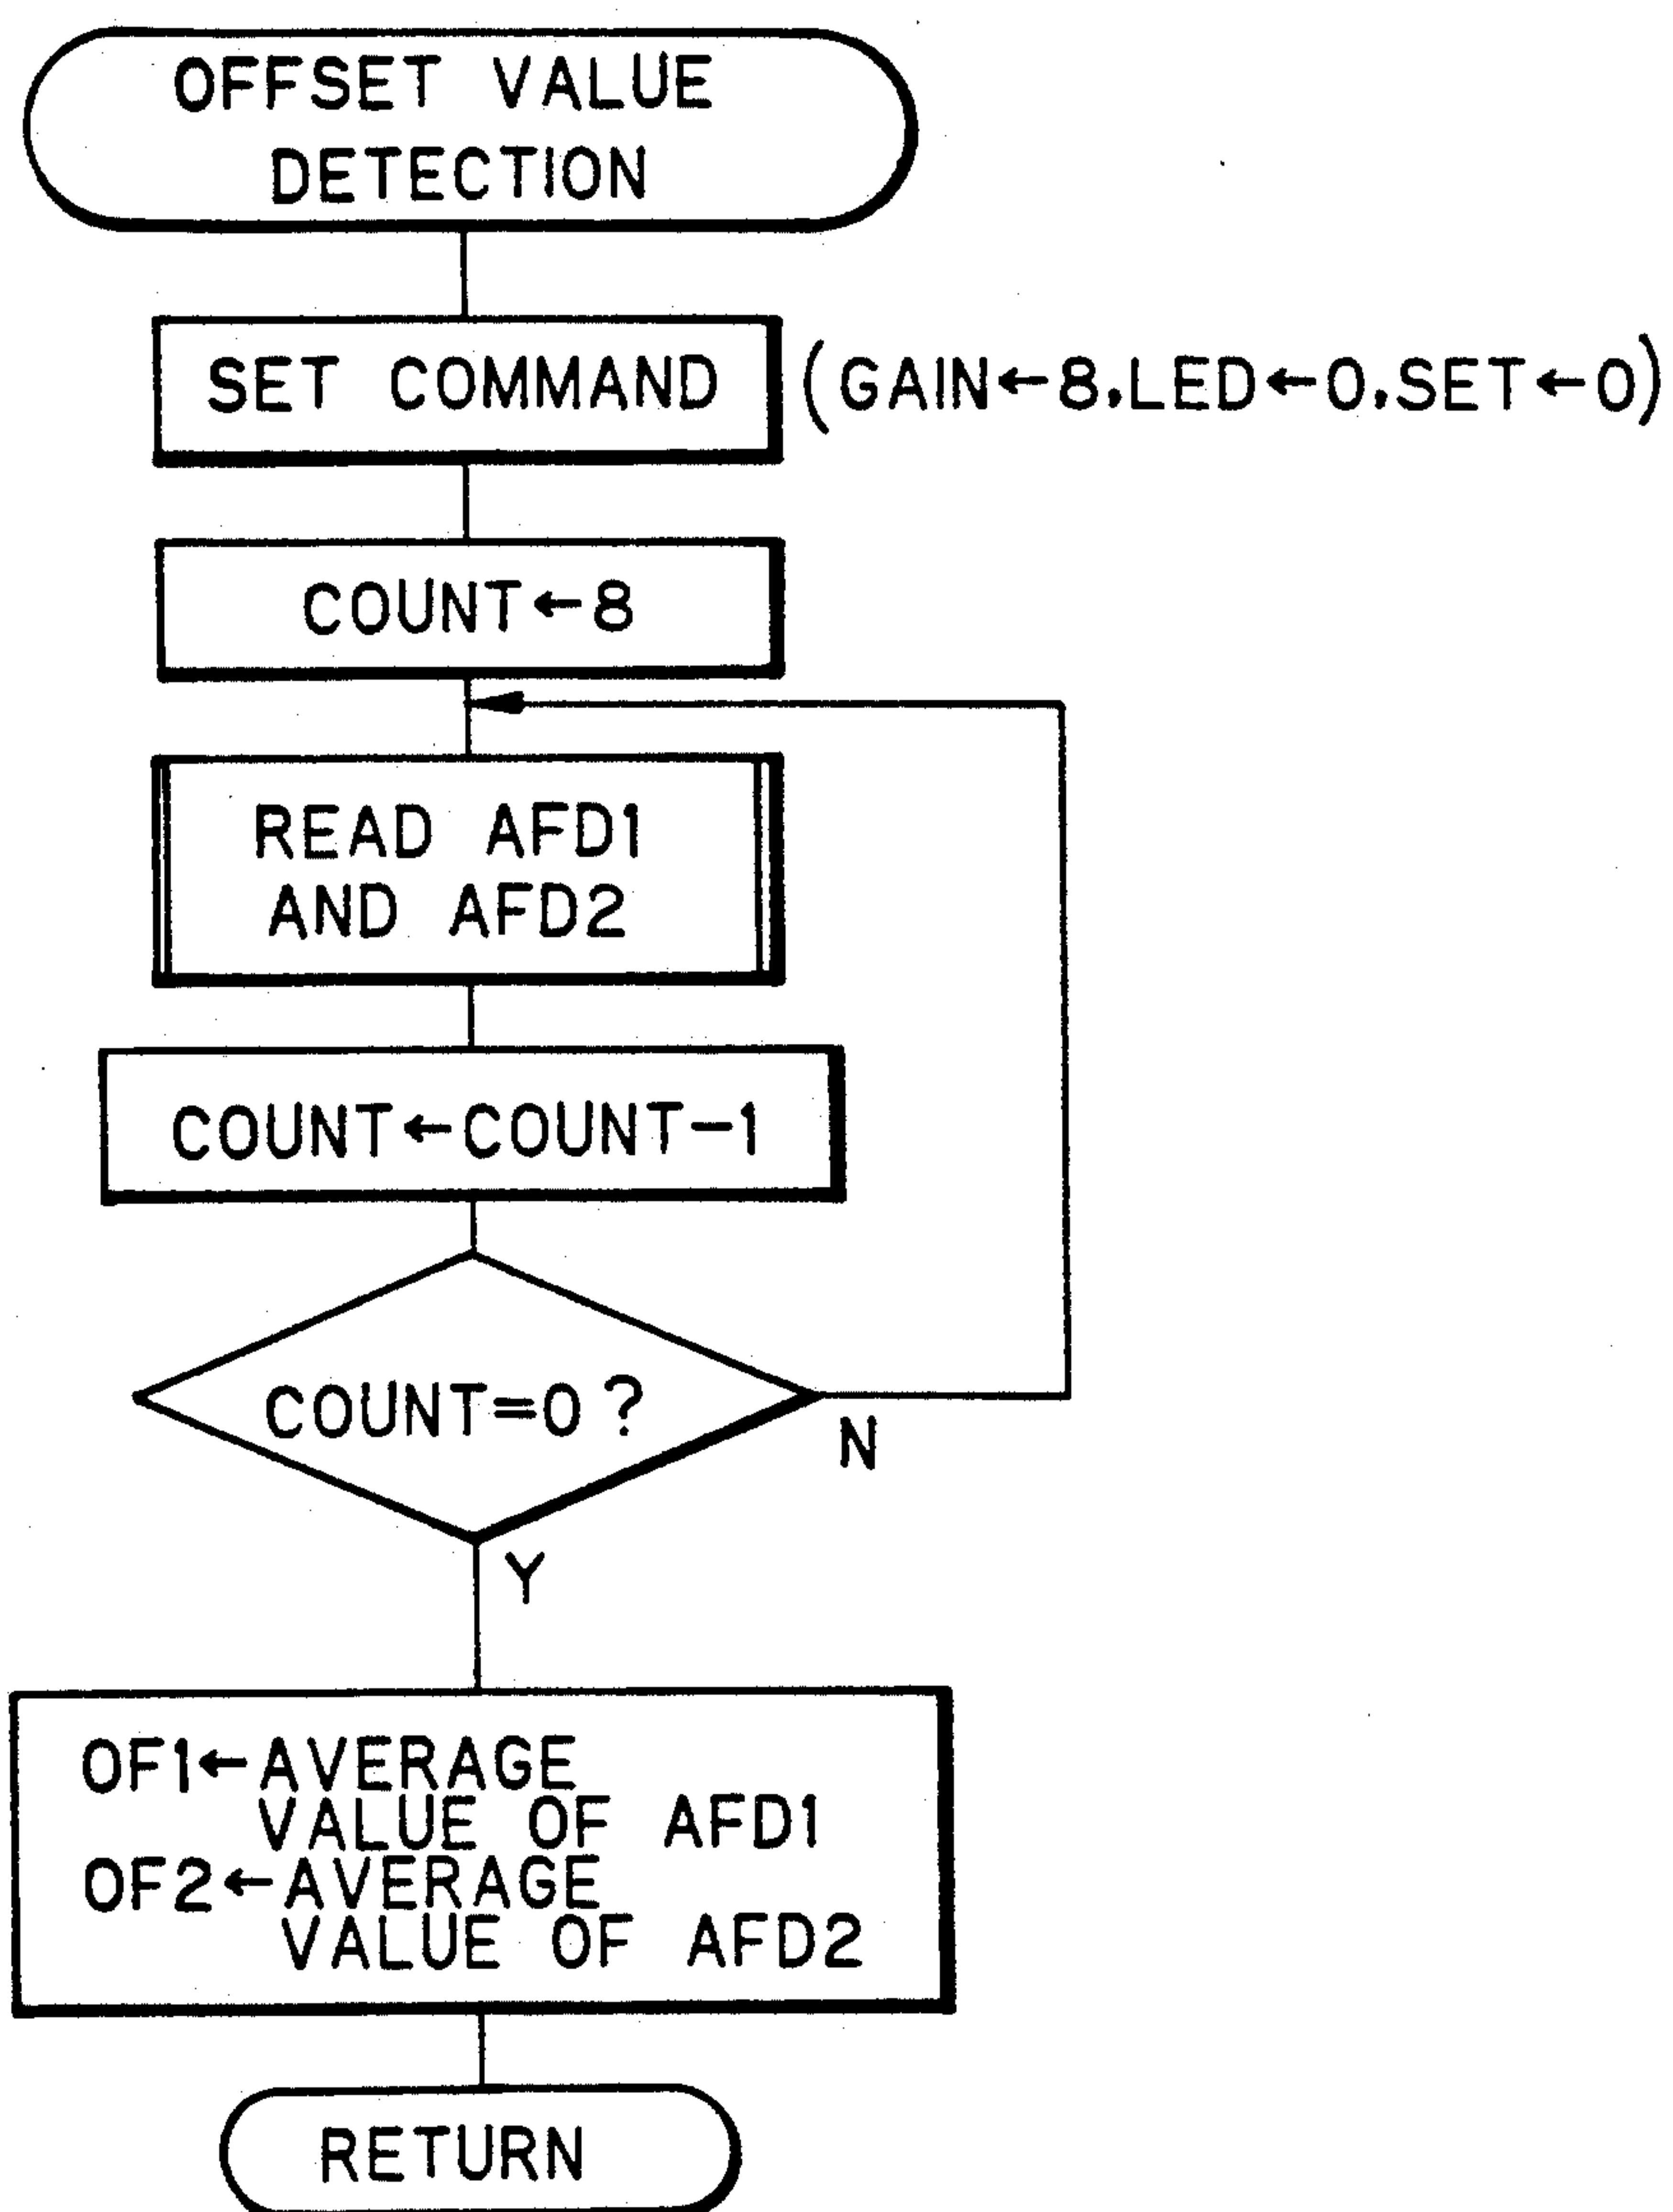 OFFSET VALUE
DETECTION
SET COMMAND (GAIN←8,LED←0,SET←0)
COUNT←8
READ AFD1
AND AFD2
COUNT←COUNT-1
COUNT=0?
N
Y
OF1←AVERAGE
VALUE OF AFD1
OF2←AVERAGE
VALUE OF AFD2
RETURN